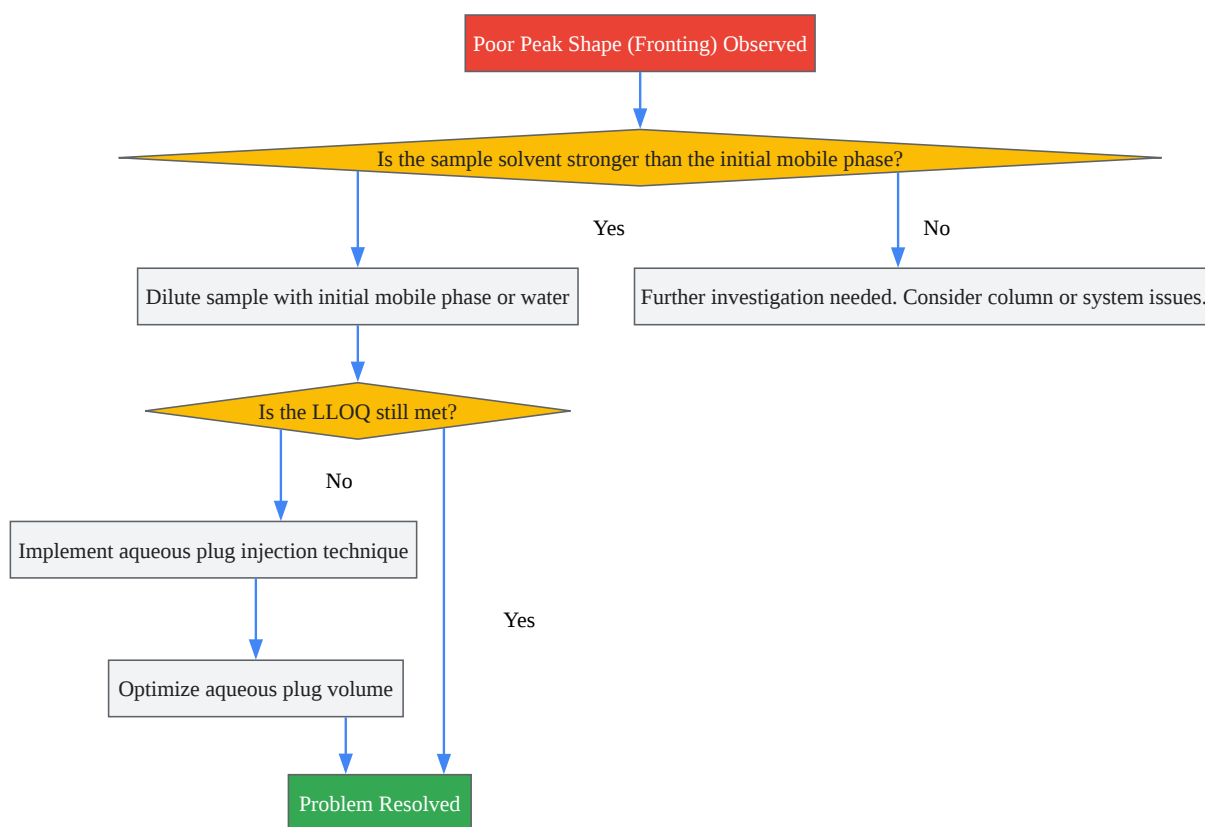 Poor Peak Shape (Fronting) Observed
Is the sample solvent stronger than the initial mobile phase?
Yes
No
Dilute sample with initial mobile phase or water
Further investigation needed. Consider column or system issues.
Is the LLOQ still met?
No
Implement aqueous plug injection technique
Yes
Optimize aqueous plug volume
Problem Resolved